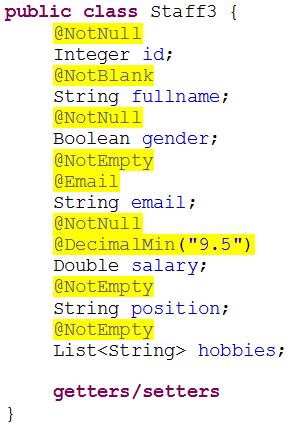 public class Staff3 {
@NotNull
Integer id;
@NotBlank
String fullname;
@NotNull
Boolean gender;
@NotEmpty
@Email
String email;
@NotNull
@DecimalMin("9.5")
Double salary;
@NotEmpty
String position;
@NotEmpty
List<String> hobbies;
getters/setters
}